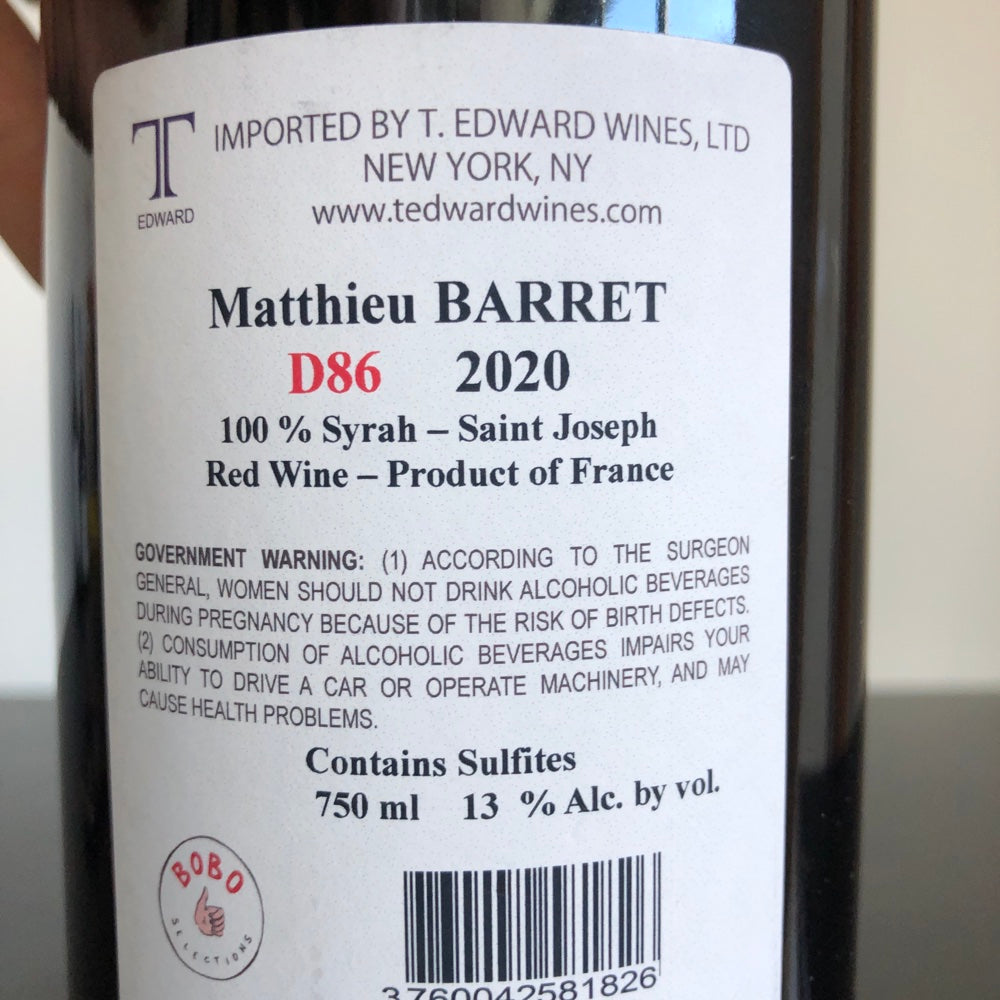 T
EDWARD
IMPORTED BY T. EDWARD WINES, LTD
NEW YORK, NY
www.tedwardwines.com
Matthieu BARRET
D86 2020
100 % Syrah – Saint Joseph
Red Wine – Product of France
GOVERNMENT WARNING: (1) ACCORDING TO THE SURGEON
GENERAL, WOMEN SHOULD NOT DRINK ALCOHOLIC BEVERAGES
DURING PREGNANCY BECAUSE OF THE RISK OF BIRTH DEFECTS.
(2) CONSUMPTION OF ALCOHOLIC BEVERAGES IMPAIRS YOUR
ABILITY TO DRIVE A CAR OR OPERATE MACHINERY, AND MAY
CAUSE HEALTH PROBLEMS.
Contains Sulfites
750 ml 13 % Alc. by vol.
BOBO
SELECTIONS
3760042581826